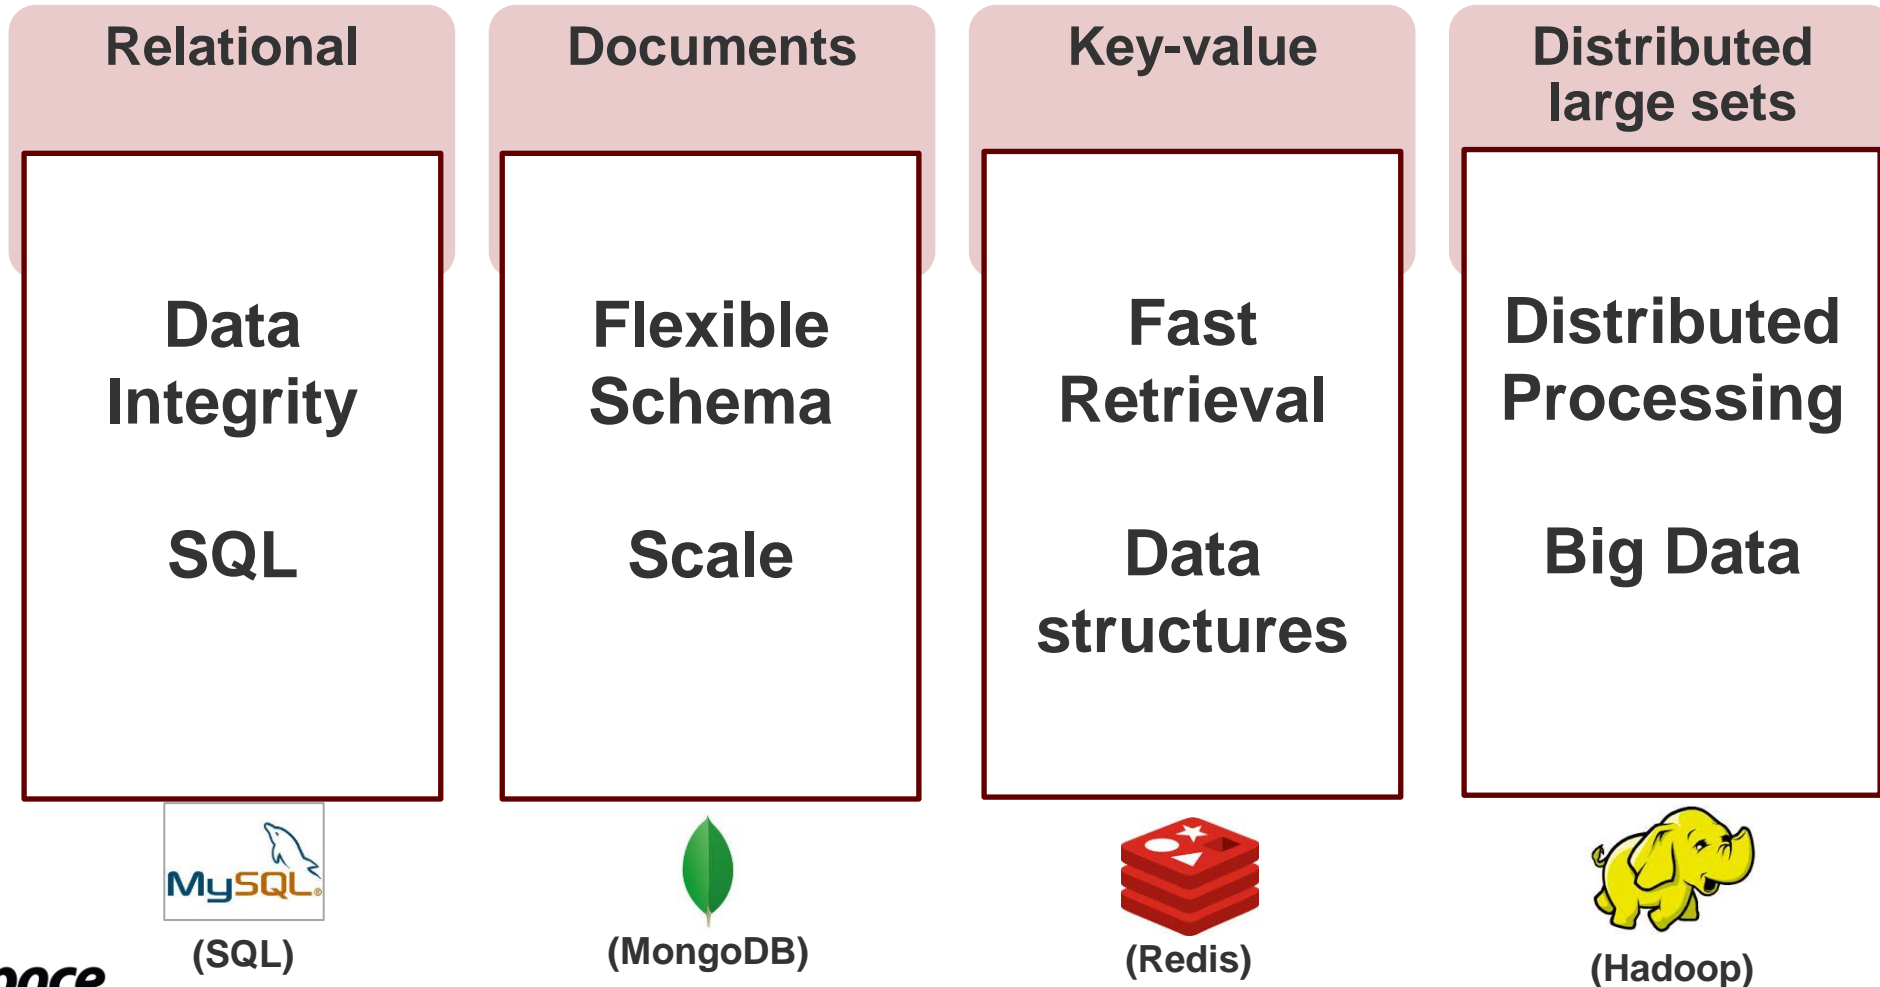 Relational
Data
Integrity
SQL
MySQL®
(SQL)
Documents
Flexible
Schema
Scale
(MongoDB)
Key-value
Fast
Retrieval
Data
structures
(Redis)
Distributed
large sets
Distributed
Processing
Big Data
(Hadoop)